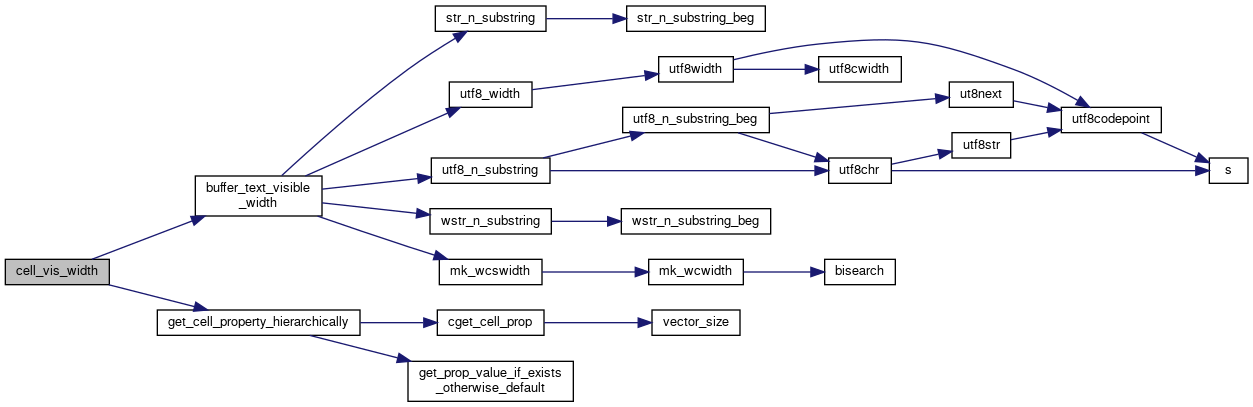 str_n_substring
str_n_substring_beg
utf8width
utf8cwidth
utf8_width
ut8next
utf8_n_substring_beg
utf8codepoint
utf8str
utf8_n_substring
utf8chr
s
buffer_text_visible
_width
wstr_n_substring
wstr_n_substring_beg
cell_vis_width
mk_wcswidth
mk_wcwidth
bisearch
get_cell_property_hierarchically
cget_cell_prop
vector_size
get_prop_value_if_exists
_otherwise_default